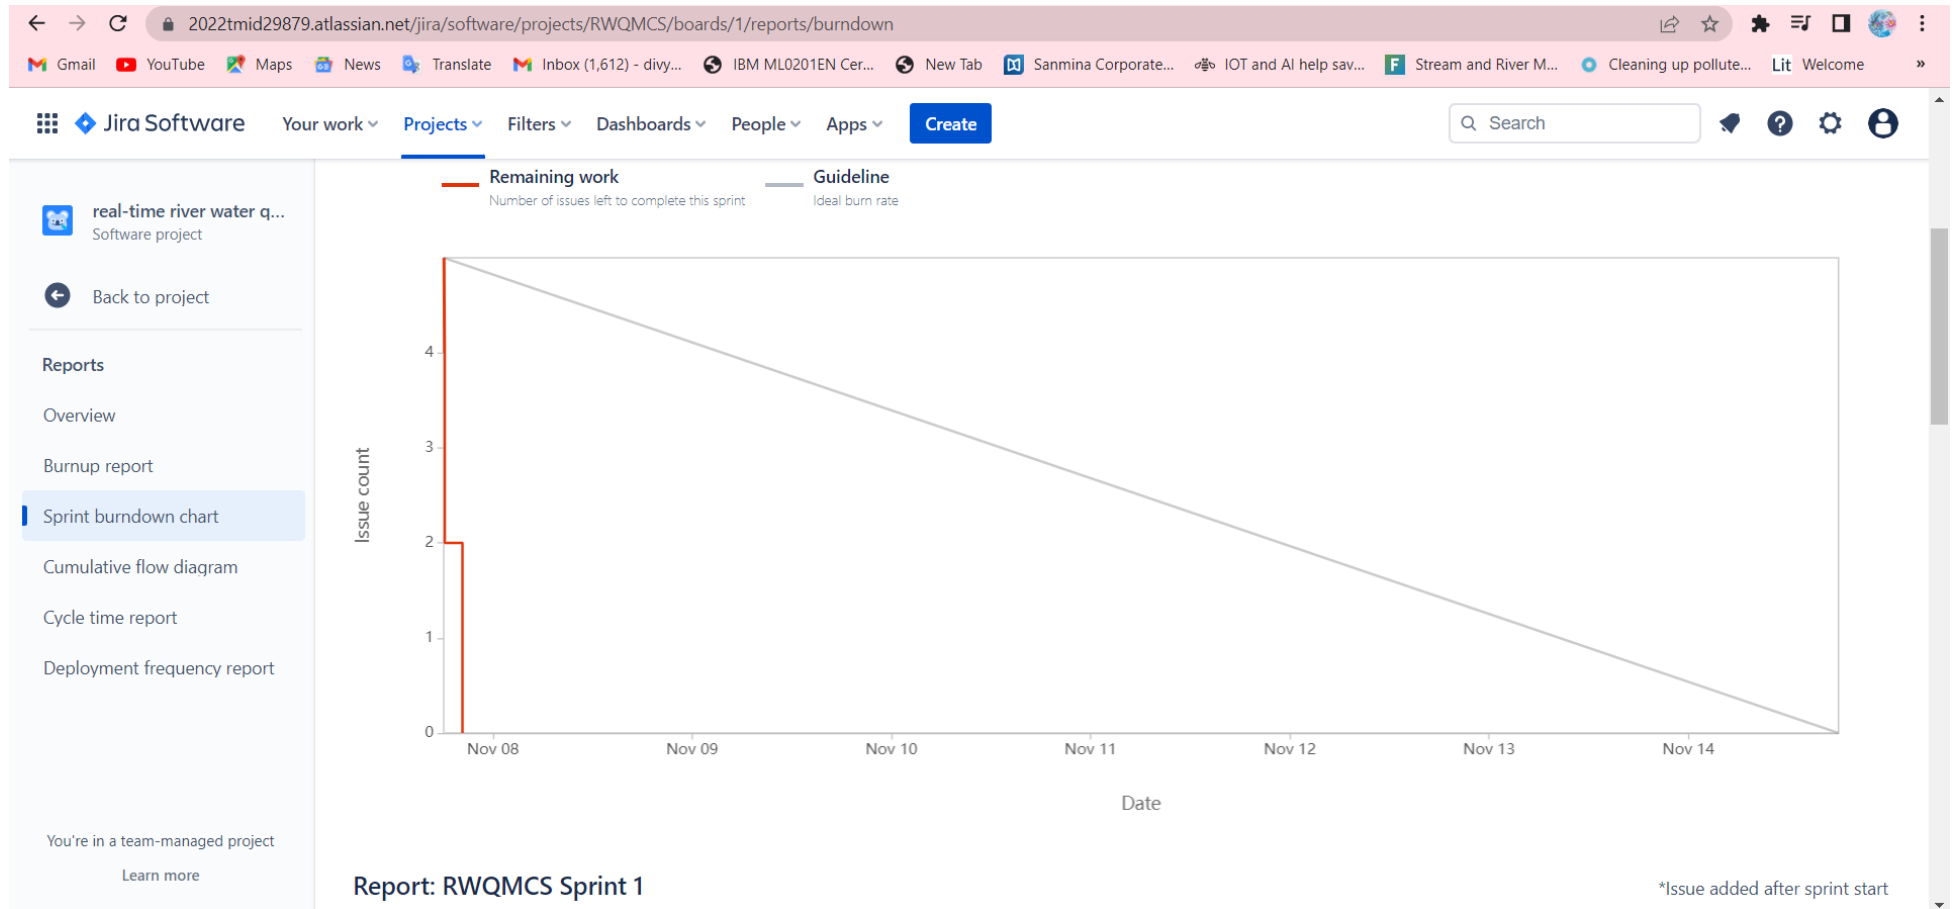 2022tmid29879.atlassian.net/jira/software/projects/RWQMCS/boards/1/reports/burndown
Gmail YouTube Maps News Translate Inbox (1,612) - divy... IBM ML0201EN Cer... New Tab Sanmina Corporate... IOT and AI help sav... F Stream and River M... Cleaning up pollute... Lit Welcome »
Jira Software Your work Projects Filters Dashboards People Apps Create Search
Remaining work
Number of issues left to complete this sprint
Guideline
Ideal burn rate
real-time river water q...
Software project
Back to project
Reports
Overview
Burnup report
Sprint burndown chart
Cumulative flow diagram
Cycle time report
Deployment frequency report
You're in a team-managed project
Learn more
Issue count
4
3
2
1
0
Nov 08 Nov 09 Nov 10 Nov 11 Nov 12 Nov 13 Nov 14
Date
Report: RWQMCS Sprint 1
*Issue added after sprint start